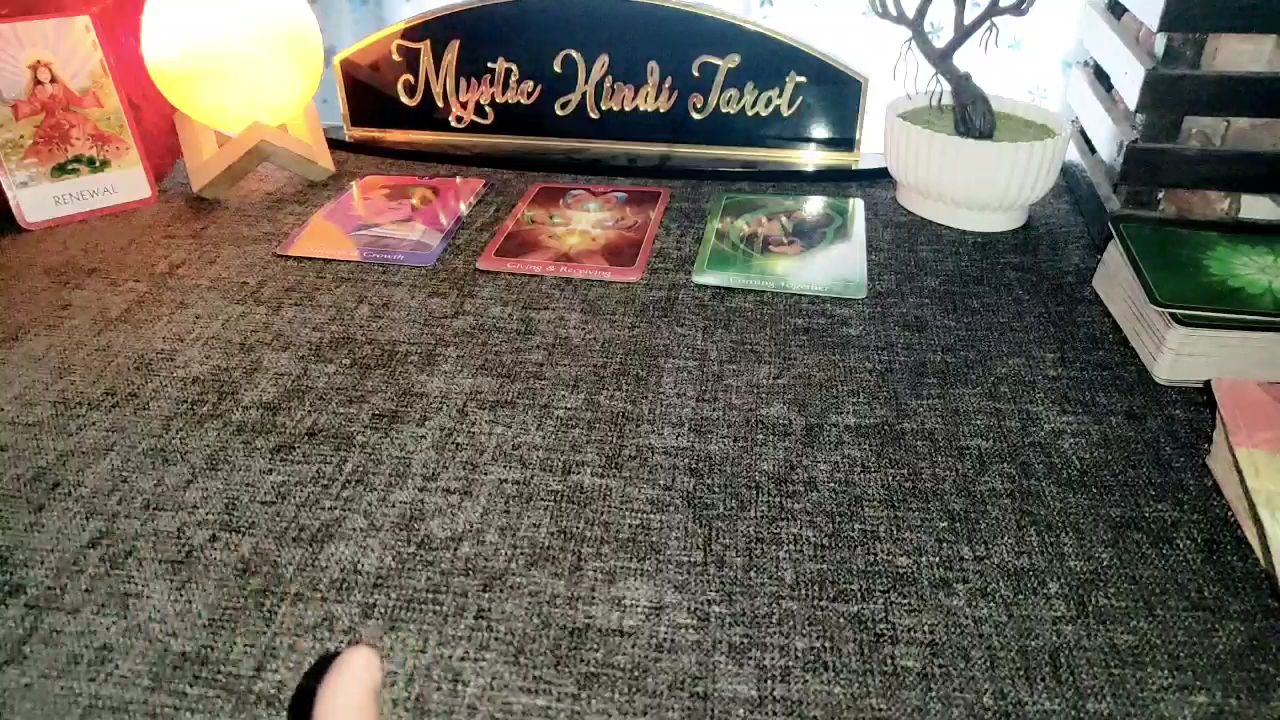 Mystic Hindi Tarot
RENEWAL
Growth
Giving & Receiving
Coming Together